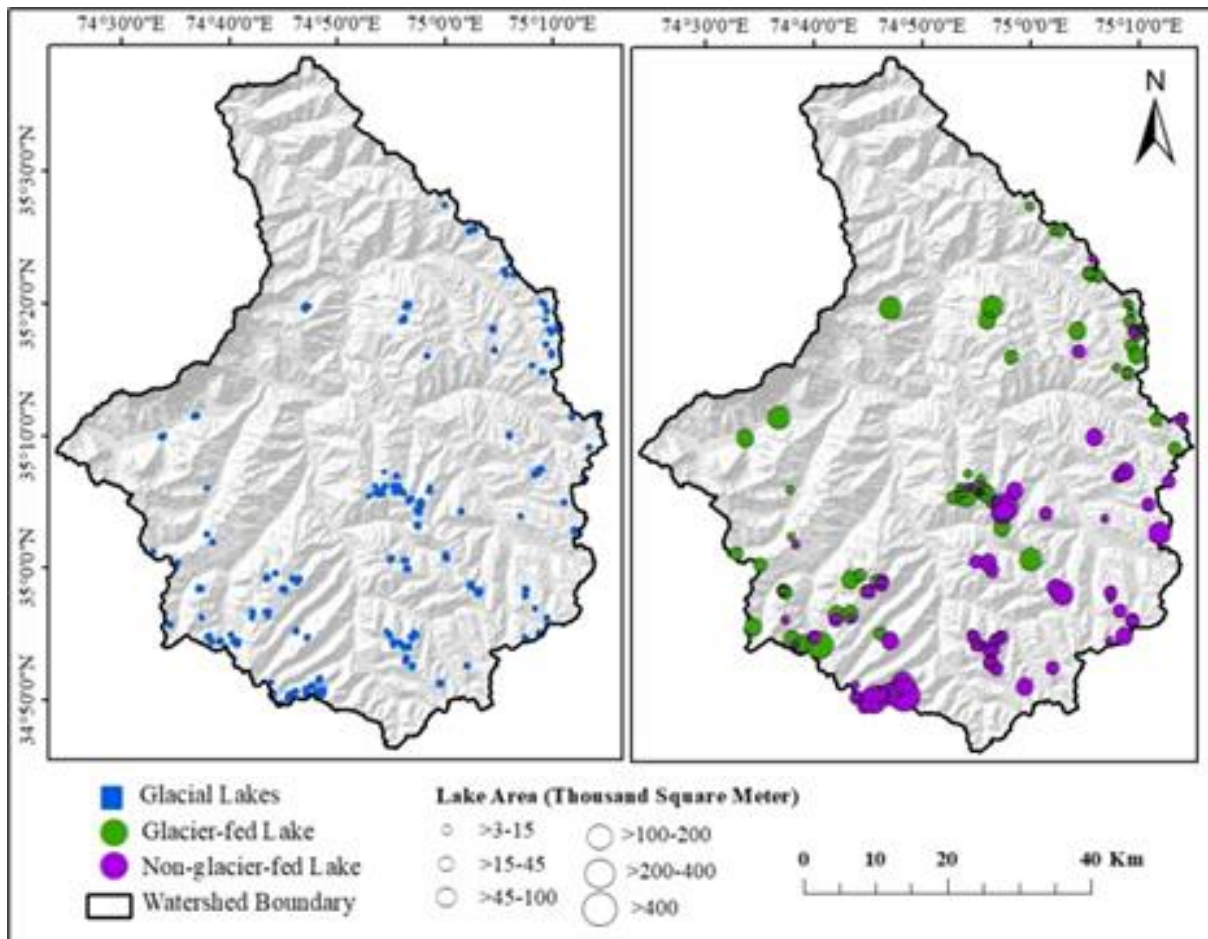 74°30'0"E 74°40'0"E 74°50'0"E 75°0'0"E 75°10'0"E 74°30'0"E 74°40'0"E 74°50'0"E 75°0'0"E 75°10'0"E
N
35°30'0"N
35°20'0"N
35°10'0"N
35°0'0"N
34°50'0"N
Glacial Lakes
Glacier-fed Lake
Non-glacier-fed Lake
Watershed Boundary
Lake Area (Thousand Square Meter)
>3-15
>15-45
>45-100
>100-200
>200-400
>400
0 10 20 40 Km